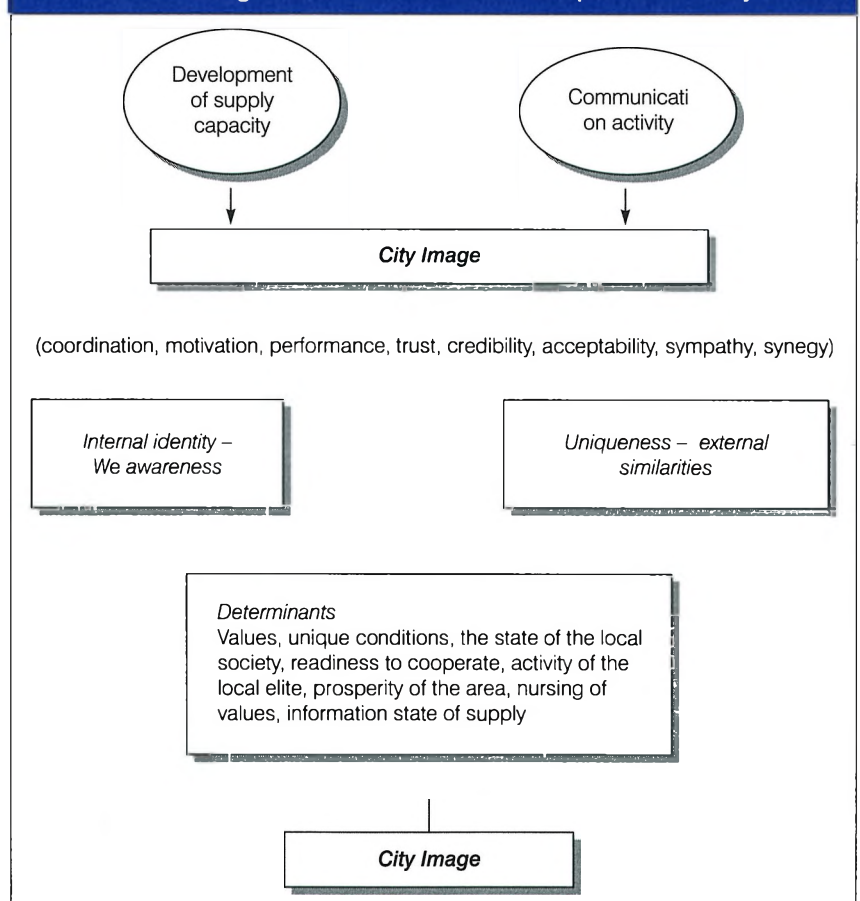 Development
of supply
capacity
Communicati
on activity
City Image
(coordination, motivation, performance, trust, credibility, acceptability, sympathy, synegy)
Internal identity –
We awareness
Uniqueness – external
similarities
Determinants
Values, unique conditions, the state of the local
society, readiness to cooperate, activity of the
local elite, prosperity of the area, nursing of
values, information state of supply
City Image